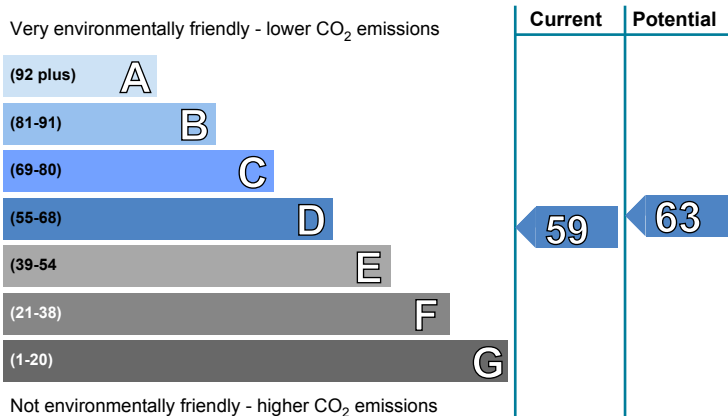 Current Potential
Very environmentally friendly - lower CO2 emissions
(92 plus) A
(81-91) B
(69-80) C
(55-68) D
59 63
(39-54 E
(21-38) F
(1-20) G
Not environmentally friendly - higher CO2 emissions